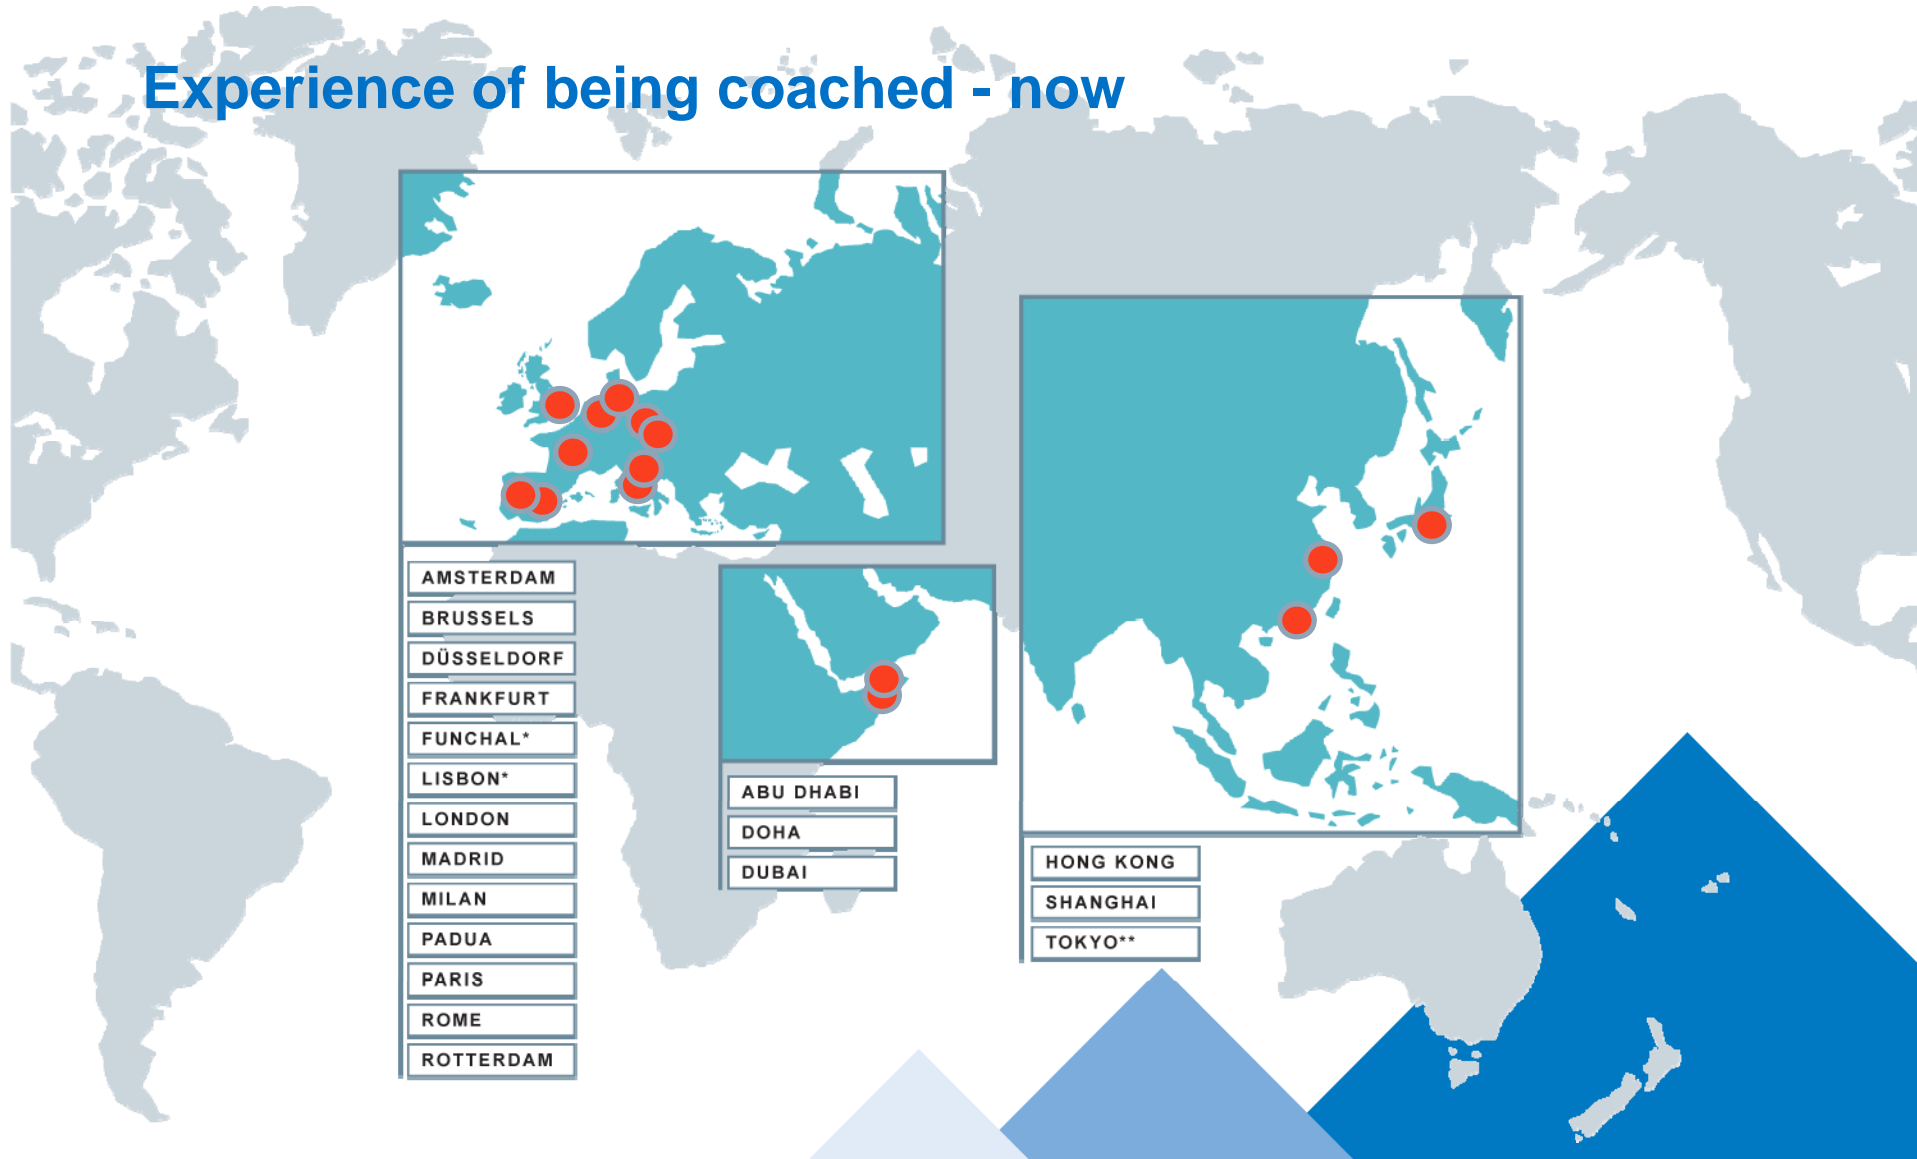 Experience of being coached - now
AMSTERDAM
BRUSSELS
DÜSSELDORF
FRANKFURT
FUNCHAL*
LISBON*
LONDON
MADRID
MILAN
PADUA
PARIS
ROME
ROTTERDAM
ABU DHABI
DOHA
DUBAI
HONG KONG
SHANGHAI
TOKYO**